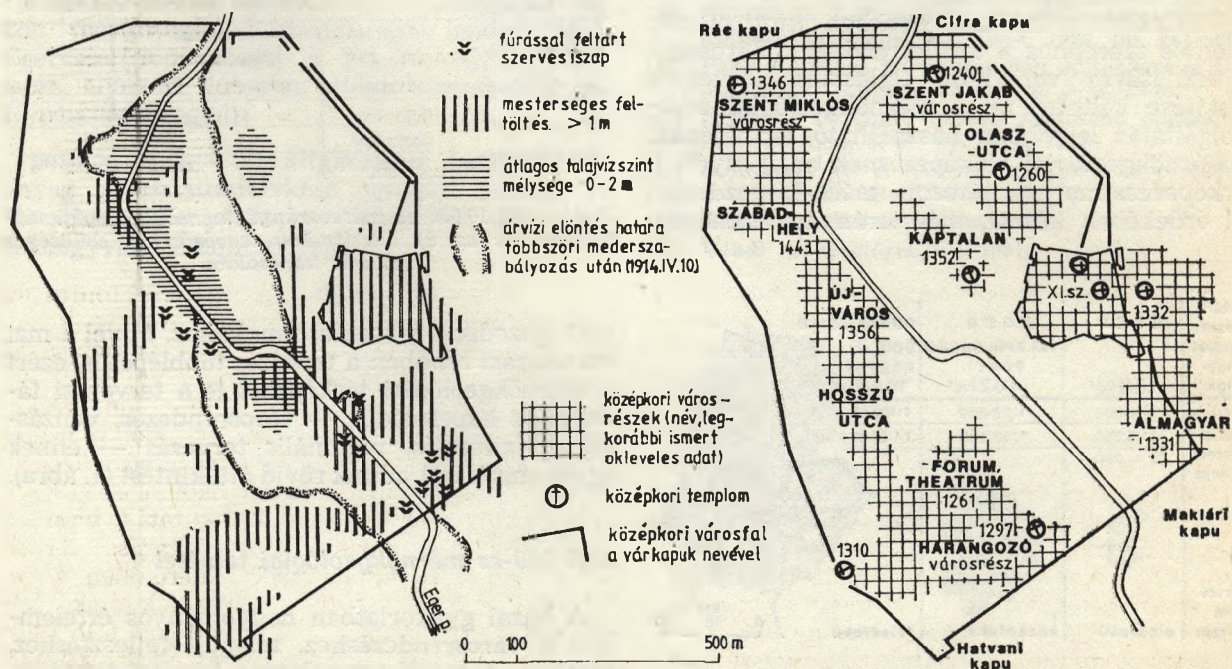 fúrással feltárt
szerves iszap
mesterséges fel-
töltés. > 1m
átlagos talajvízszint
mélysége 0-2
árvízi elöntés határa
többszöri medersza-
bályozás után (1914.IV.10)
középkori város-
részek (név, leg-
korábbi ismert
okleveles adat)
középkori templom
középkori városfal
a várkapuk nevével
Eger p.
0 100 500 m
Rác kapu
Cifra kapu
1346
SZENT MIKLÓS
városrész
1240
SZENT JAKAB
városrész
OLASZ-
UTCA
1260
SZABAD-
HELY
1443
KÁPTALAN
1352
XI.sz.
1332
ÚJ-
VÁROS
1356
HOSSZÚ
UTCA
ALMAGYAR
1331
FORUM,
THEATRUM
1261
1297
HARANGOZÓ
városrész
1310
Maklári
kapu
Hatvani
kapu